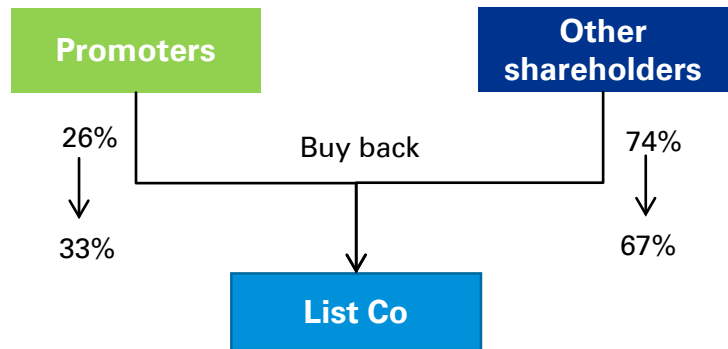 Promoters
Other
shareholders
26%
Buy back
74%
33%
67%
List Co